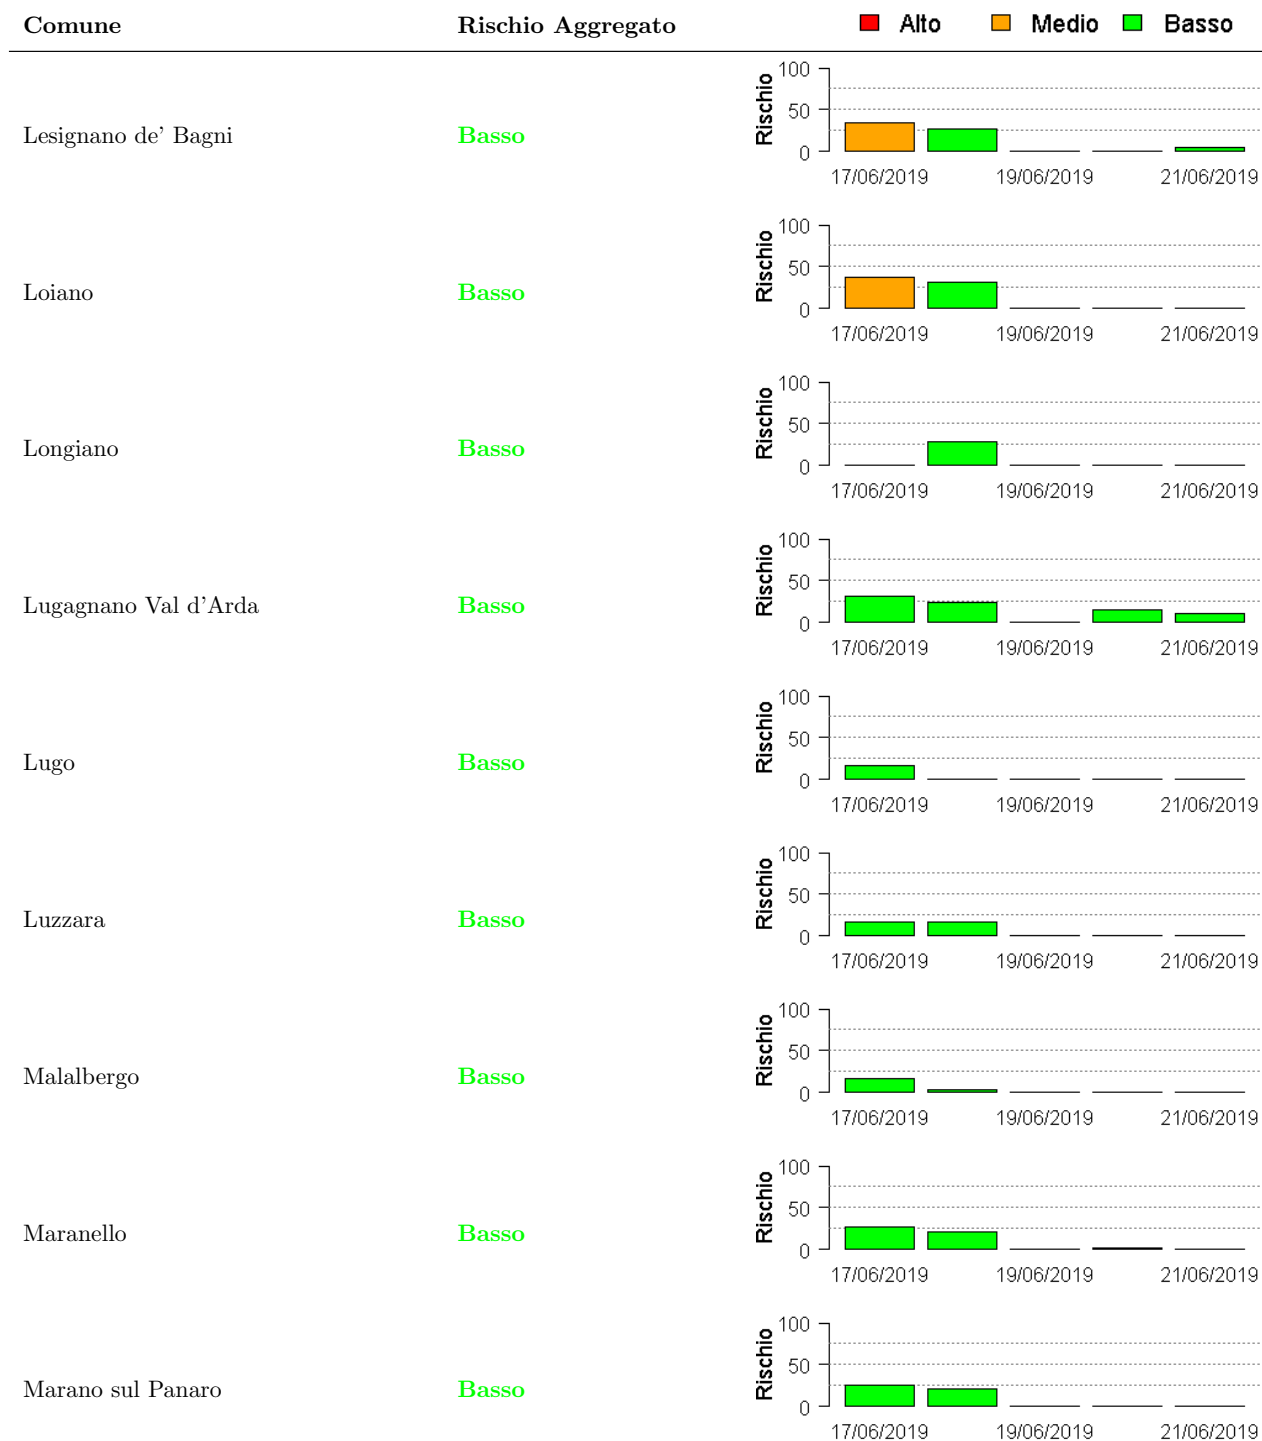 Comune Rischio Aggregato Alto Medio Basso
Rischio
100
50
0
Lesignano de' Bagni Basso
17/06/2019 19/06/2019 21/06/2019
Rischio
100
50
0
Loiano Basso
17/06/2019 19/06/2019 21/06/2019
Rischio
100
50
0
Longiano Basso
17/06/2019 19/06/2019 21/06/2019
Rischio
100
50
0
Lugagnano Val d'Arda Basso
17/06/2019 19/06/2019 21/06/2019
Rischio
100
50
0
Lugo Basso
17/06/2019 19/06/2019 21/06/2019
Rischio
100
50
0
Luzzara Basso
17/06/2019 19/06/2019 21/06/2019
Rischio
100
50
0
Malalbergo Basso
17/06/2019 19/06/2019 21/06/2019
Rischio
100
50
0
Maranello Basso
17/06/2019 19/06/2019 21/06/2019
Rischio
100
50
0
Marano sul Panaro Basso
17/06/2019 19/06/2019 21/06/2019